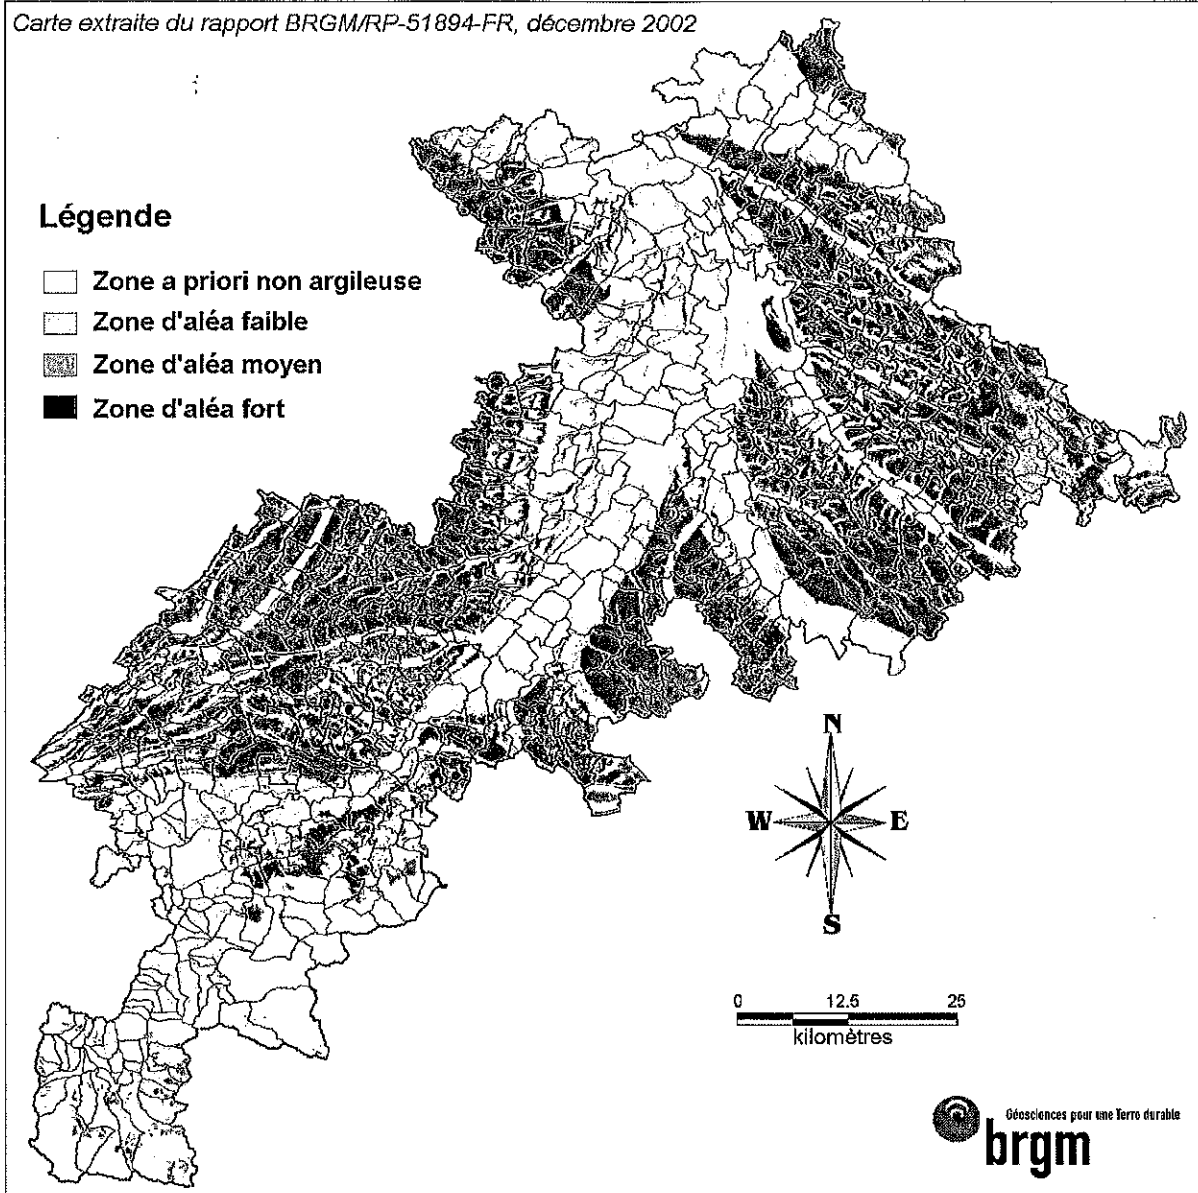 Carte extraite du rapport BRGM/RP-51894-FR, décembre 2002
Légende
Zone a priori non argileuse
Zone d'aléa faible
Zone d'aléa moyen
Zone d'aléa fort
N
W E
S
0 12.5 25
kilomètres
Géosciences pour une Terre durable
brgm